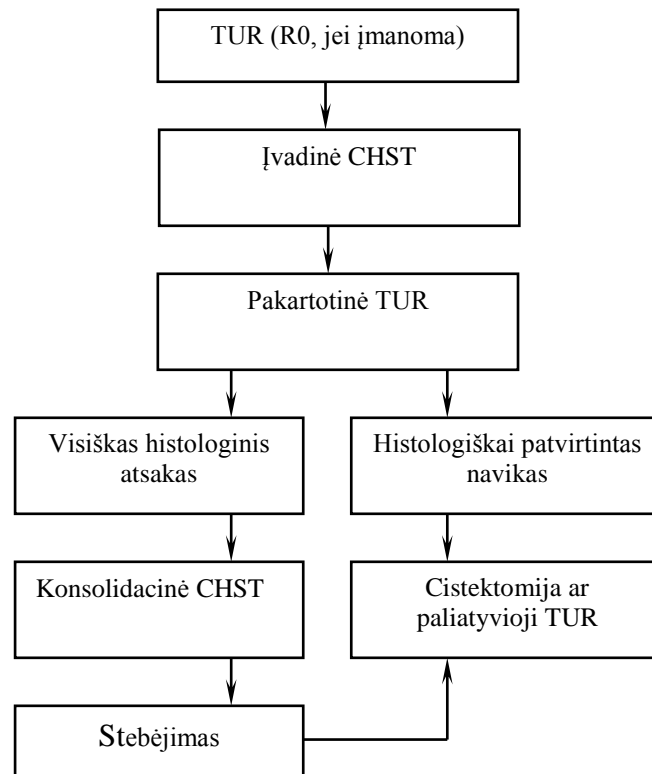 TUR (R0, jei įmanoma)
Įvadinė CHST
Pakartotinė TUR
Visiškas histologinis
atsakas
Histologiškai patvirtintas
navikas
Konsolidacinė CHST
Cistektomija ar
paliatyvioji TUR
Stebėjimas